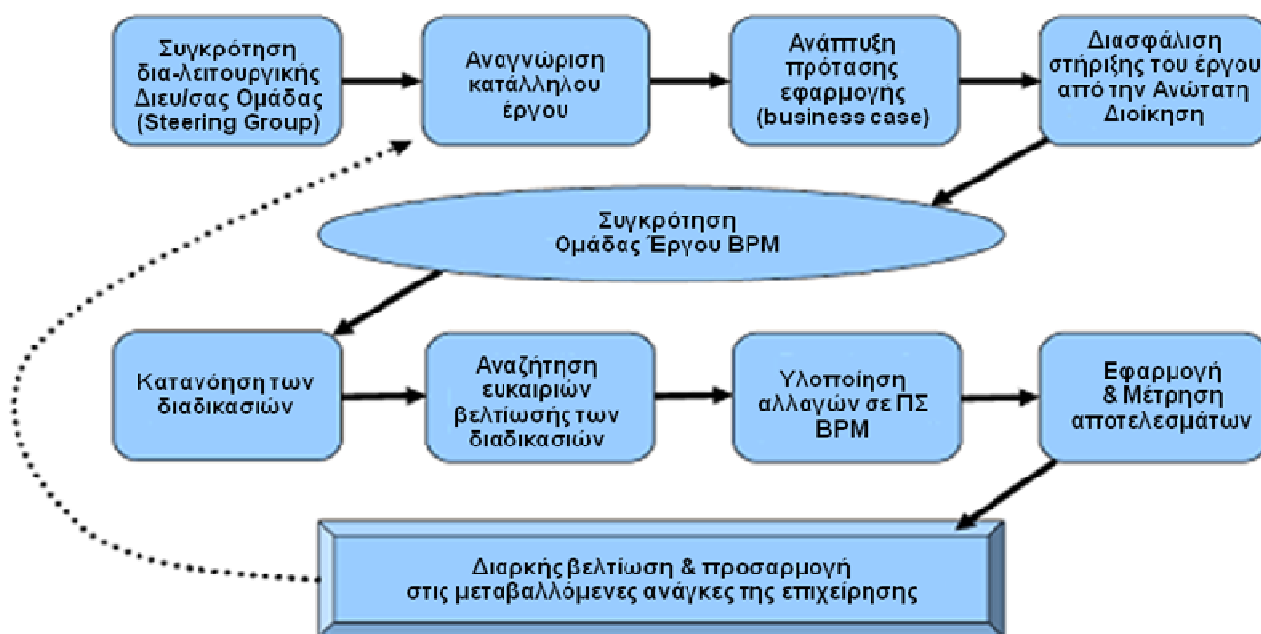 Συγκρότηση
δια-λειτουργικής
Διευ/σας Ομάδας
(Steering Group)
Αναγνώριση
κατάλληλου
έργου
Ανάπτυξη
πρότασης
εφαρμογής
(business case)
Διασφάλιση
στήριξης του έργου
από την Ανώτατη
Διοίκηση
Συγκρότηση
Ομάδας Έργου BPM
Κατανόηση των
διαδικασιών
Αναζήτηση
ευκαιριών
βελτίωσής των
διαδικασιών
Υλοποίηση
αλλαγών σε ΠΣ
BPM
Εφαρμογή
& Μέτρηση
αποτελεσμάτων
Διαρκής βελτίωση & προσαρμογή
στις μεταβαλλόμενες ανάγκες της επιχείρησης